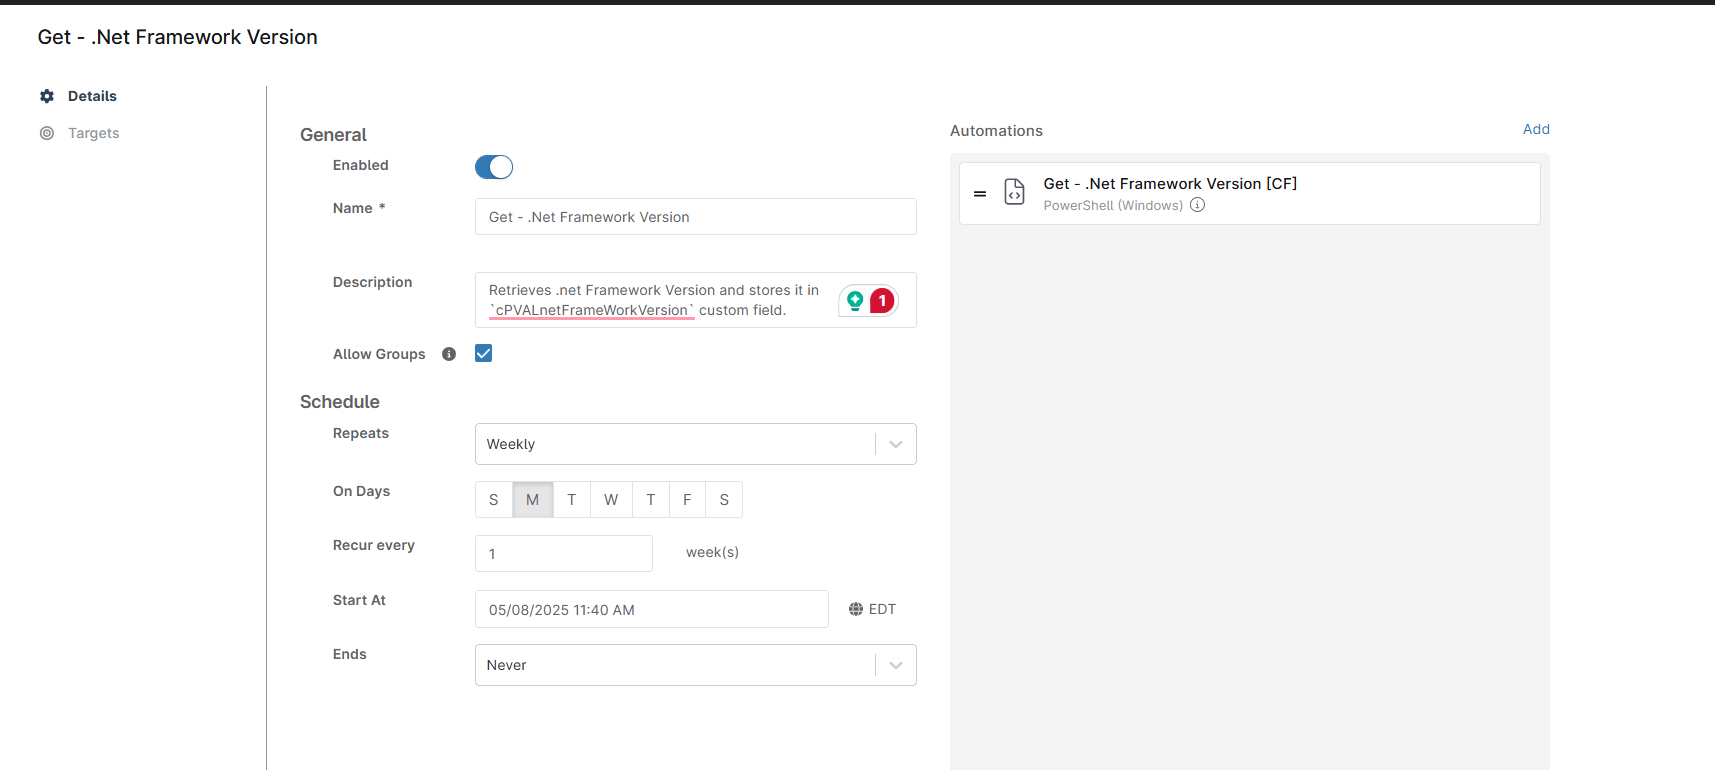 Get - .Net Framework Version
Details
Targets
General
Enabled
Name *
Get - .Net Framework Version
Description
Retrieves .net Framework Version and stores it in
`cPVALnetFrameWorkVersion` custom field.
1
Allow Groups
Schedule
Repeats
Weekly
On Days
S M T W T F S
Recur every
1
week(s)
Start At
05/08/2025 11:40 AM
EDT
Ends
Never
Automations
Add
Get - .Net Framework Version [CF]
PowerShell (Windows)